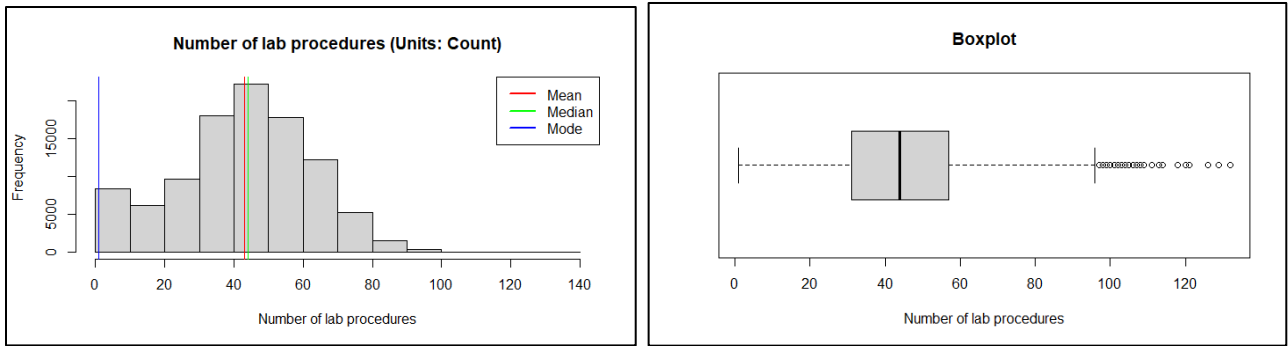 Number of lab procedures (Units: Count)
Mean
Median
Mode
Frequency
15000
5000
0
0 20 40 60 80 100 120 140
Number of lab procedures
Boxplot
0 20 40 60 80 100 120
Number of lab procedures